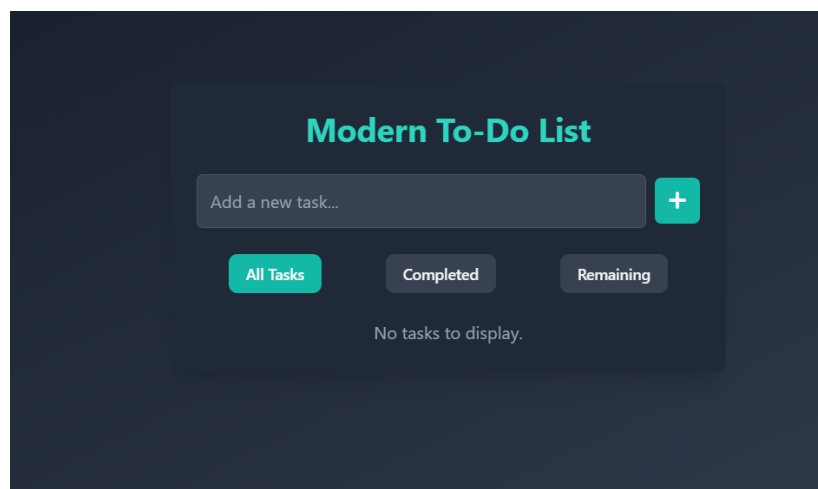 Modern To-Do List
Add a new task...
All Tasks Completed Remaining
No tasks to display.